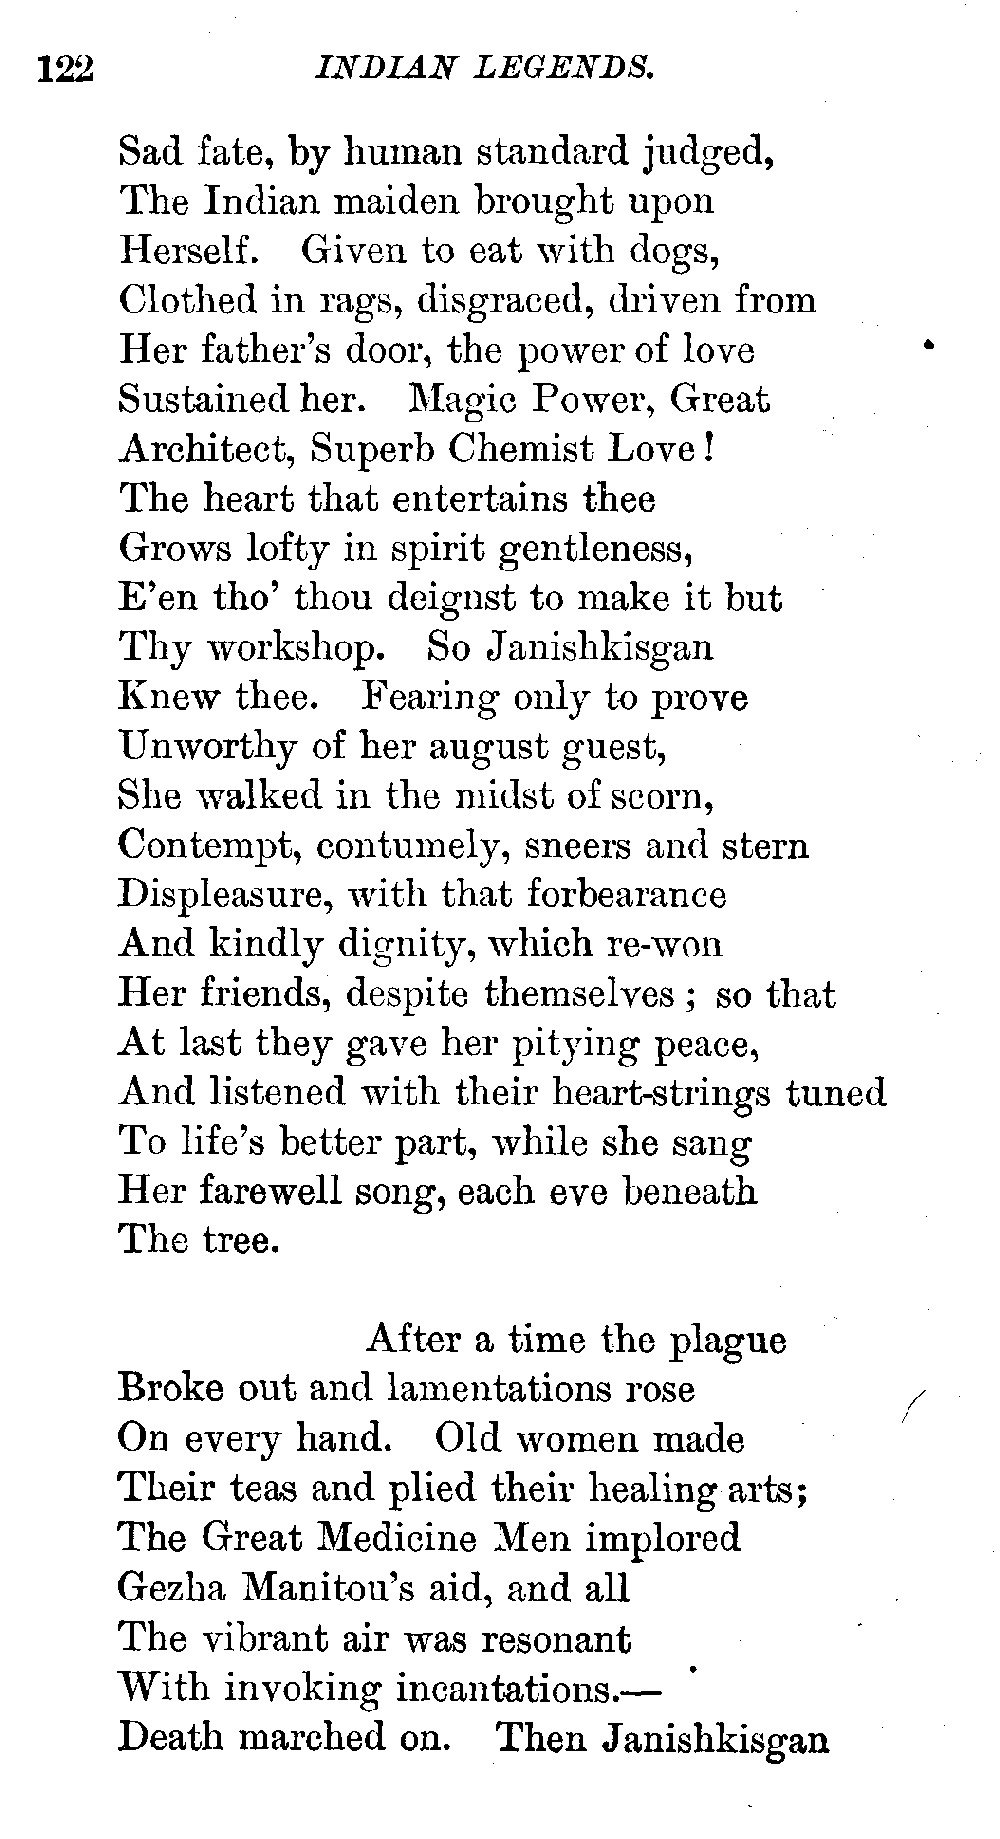 122 INDIAN LEGENDS.
Sad fate, by human standard judged,
The Indian maiden brought upon
Herself. Given to eat with dogs,
Clothed in rags, disgraced, driven from
Her father's door, the power of love
Sustained her. Magic Power, Great
Architect, Superb Chemist Love !
The heart that entertains thee
Grows lofty in spirit gentleness,
E'en tho' thou deignst to make it but
Thy workshop. So Janishkisgan
Knew thee. Fearing only to prove
Unworthy of her august guest,
She walked in the midst of scorn,
Contempt, contumely, sneers and stern
Displeasure, with that forbearance
And kindly dignity, which re-won
Her friends, despite themselves ; so that
At last they gave her pitying peace,
And listened with their heart-strings tuned
To life's better part, while she sang
Her farewell song, each eve beneath
The tree.
After a time the plague
Broke out and lamentations rose
On every hand. Old women made
Their teas and plied their healing arts;
The Great Medicine Men implored
Gezha Manitou's aid, and all
The vibrant air was resonant
With invoking incantations.—
Death marched on. Then Janishkisgan